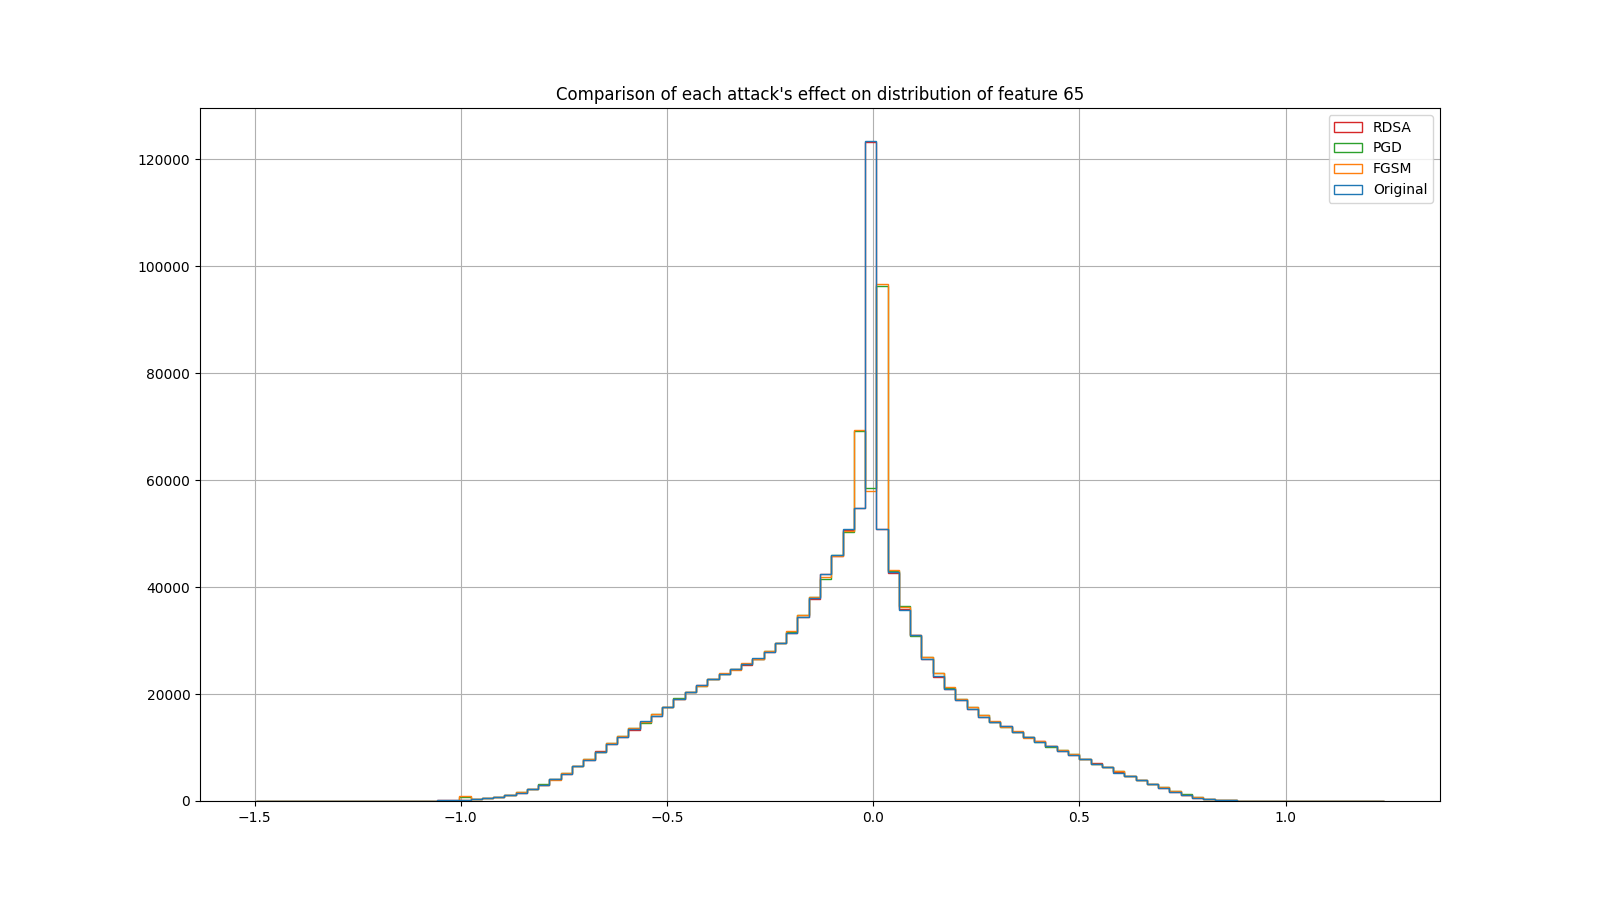 Comparison of each attack's effect on distribution of feature 65
RDSA
PGD
FGSM
Original
120000
100000
80000
60000
40000
20000
0
−1.5
−1.0
−0.5
0.0
0.5
1.0